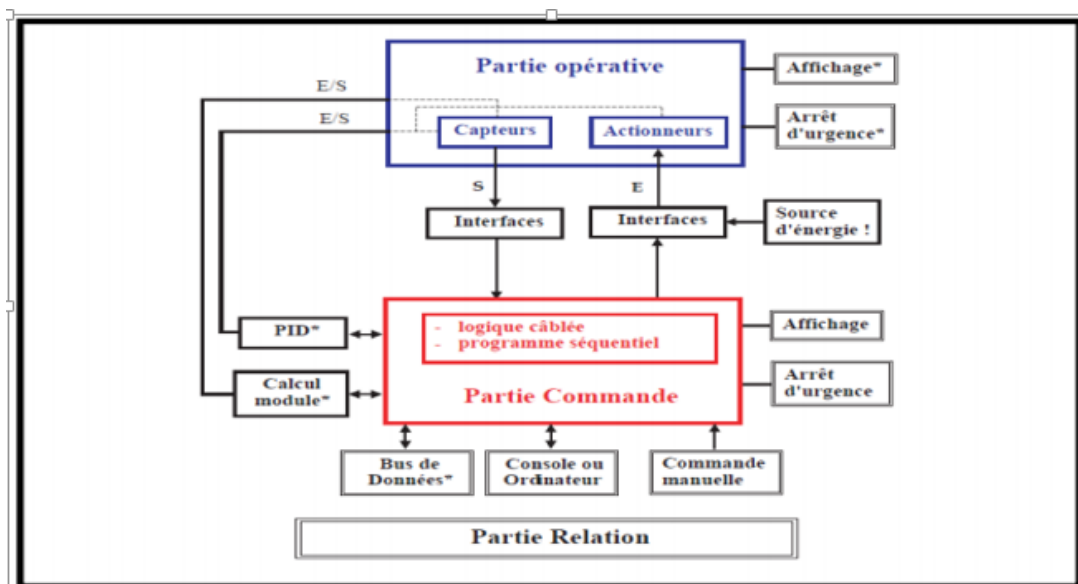 Partie opérative
Affichage*
E/S
E/S
Capteurs
Actionneurs
Arrêt
d'urgence*
S
E
Interfaces
Interfaces
Source
d'énergie !
PID*
- logique câblée
- programme séquentiel
Affichage
Calcul
module*
Partie Commande
Arrêt
d'urgence
Bus de
Données*
Console ou
Ordinateur
Commande
manuelle
Partie Relation